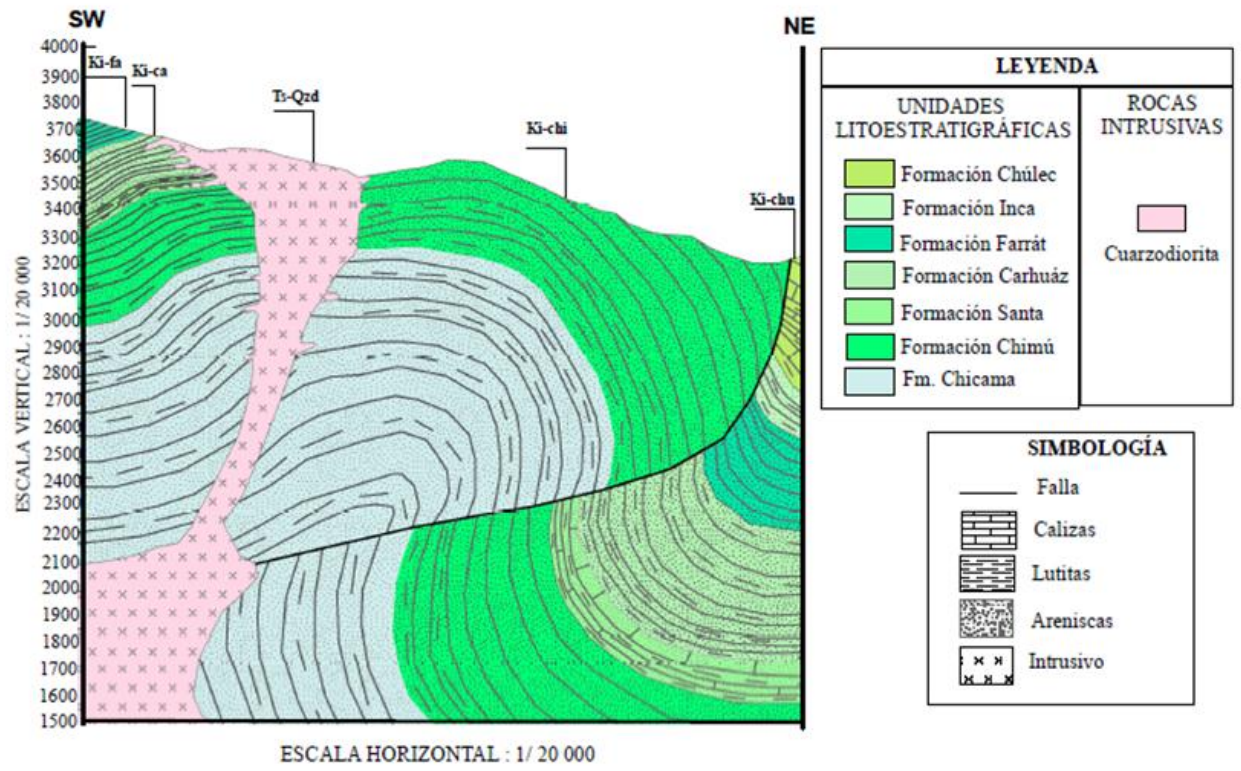 SW
NE
4000
3900
3800
3700
3600
3500
3400
3300
3200
3100
3000
2900
2800
2700
2600
2500
2400
2300
2200
2100
2000
1900
1800
1700
1600
1500
ESCALA VERTICAL : 1/ 20 000
Ki-fa
Ki-ca
Ts-Qzd
Ki-chi
Ki-chu
ESCALA HORIZONTAL : 1/ 20 000
LEYENDA
UNIDADES
LITOESTRATIGRÁFICAS
Formación Chúlec
Formación Inca
Formación Farrát
Formación Carhuáz
Formación Santa
Formación Chimú
Fm. Chicama
ROCAS
INTRUSIVAS
Cuarzodiorita
SIMBOLOGÍA
Falla
Calizas
Lutitas
Areniscas
Intrusivo